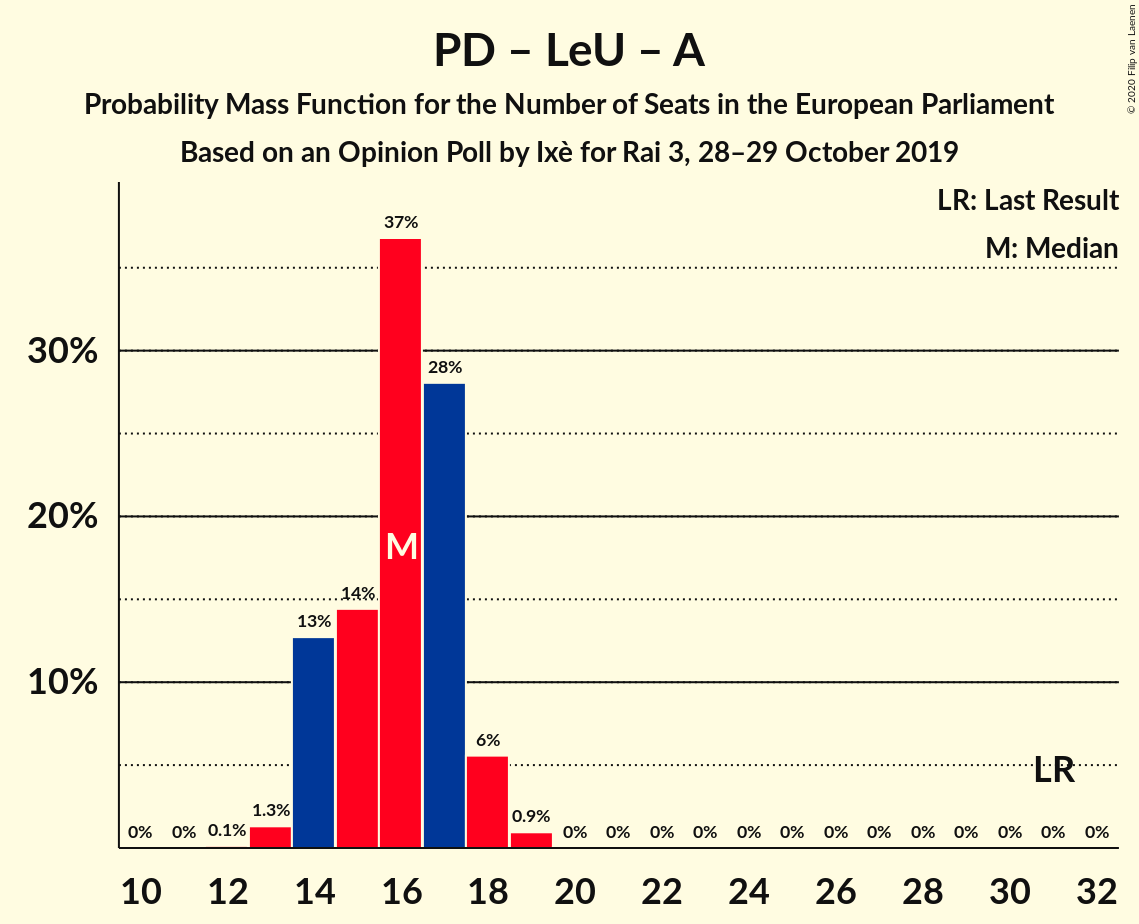 © 2020 Filip van Laenen
PD – LeU – A
Probability Mass Function for the Number of Seats in the European Parliament
Based on an Opinion Poll by Ixè for Rai 3, 28–29 October 2019
LR: Last Result
M: Median
37%
30%
28%
20%
M
14%
13%
10%
6%
LR
0% 0% 0.1% 1.3% 0.9% 0% 0% 0% 0% 0% 0% 0% 0% 0% 0% 0% 0% 0%
10 12 14 16 18 20 22 24 26 28 30 32